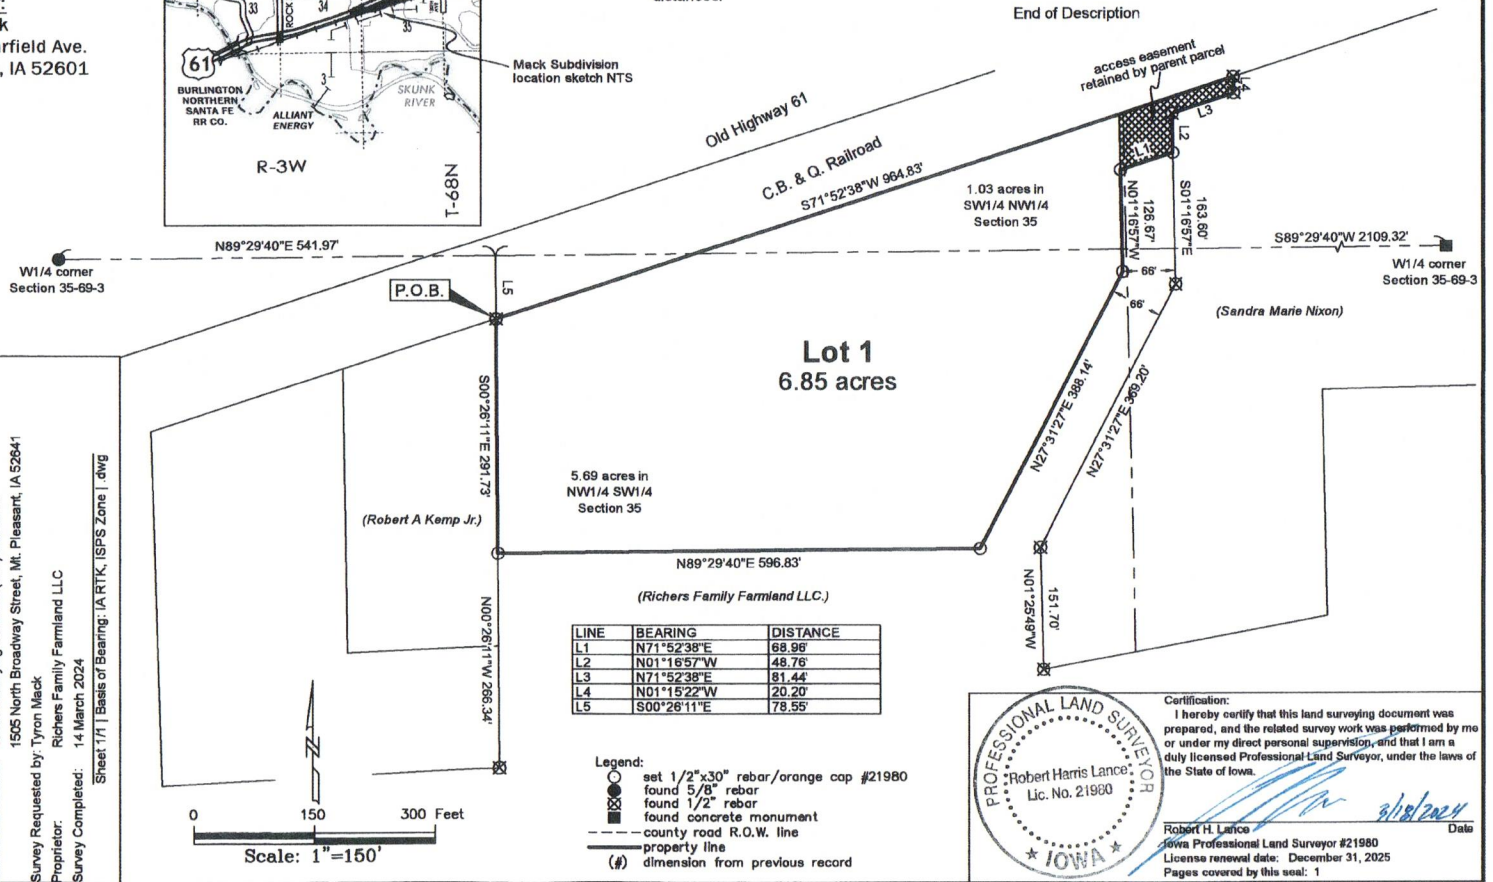 k
rfield Ave.
, IA 52601
33
34
35
ROCK
3
61
BURLINGTON
NORTHERN
SANTA FE
RR CO.
ALLIANT
ENERGY
SKUNK
RIVER
R-3W
N89-1
Mack Subdivision
location sketch NTS
End of Description
access easement
retained by parent parcel
Old Highway 61
C.B. & Q. Railroad
S71°52'38"W 964.83'
1.03 acres in
SW1/4 NW1/4
Section 35
L1
L2
L3
L4
N01°16'57"W
126.67'
S01°16'57"E
163.60'
N89°29'40"E 541.97'
S89°29'40"W 2109.32'
W1/4 corner
Section 35-69-3
W1/4 corner
Section 35-69-3
P.O.B.
L5
66'
66'
(Sandra Marie Nixon)
Lot 1
6.85 acres
S00°26'11"E 291.73'
N27°31'27"E 388.14'
N27°31'27"E 369.20'
5.69 acres in
NW1/4 SW1/4
Section 35
(Robert A Kemp Jr.)
N89°29'40"E 596.83'
(Richers Family Farmland LLC.)
N00°26'11"W 266.34'
N01°25'49"W
151.70'
LINE BEARING DISTANCE
L1 N71°52'38"E 68.96'
L2 N01°16'57"W 48.76'
L3 N71°52'38"E 81.44'
L4 N01°15'22"W 20.20'
L5 S00°26'11"E 78.55'
1505 North Broadway Street, Mt. Pleasant, IA 52641
Survey Requested by: Tyron Mack
Proprietor: Richers Family Farmland LLC
Survey Completed: 14 March 2024
Sheet 1/1 | Basis of Bearing: IA RTK, ISPS Zone | .dwg
N
0 150 300 Feet
Scale: 1"=150'
Legend:
set 1/2"x30" rebar/orange cap #21980
found 5/8" rebar
found 1/2" rebar
found concrete monument
county road R.O.W. line
property line
(#) dimension from previous record
PROFESSIONAL LAND SURVEYOR
Robert Harris Lance
Lic. No. 21980
IOWA
Certification:
I hereby certify that this land surveying document was
prepared, and the related survey work was performed by me
or under my direct personal supervision, and that I am a
duly licensed Professional Land Surveyor, under the laws of
the State of Iowa.
3/18/2024
Robert H. Lance Date
Iowa Professional Land Surveyor #21980
License renewal date: December 31, 2025
Pages covered by this seal: 1